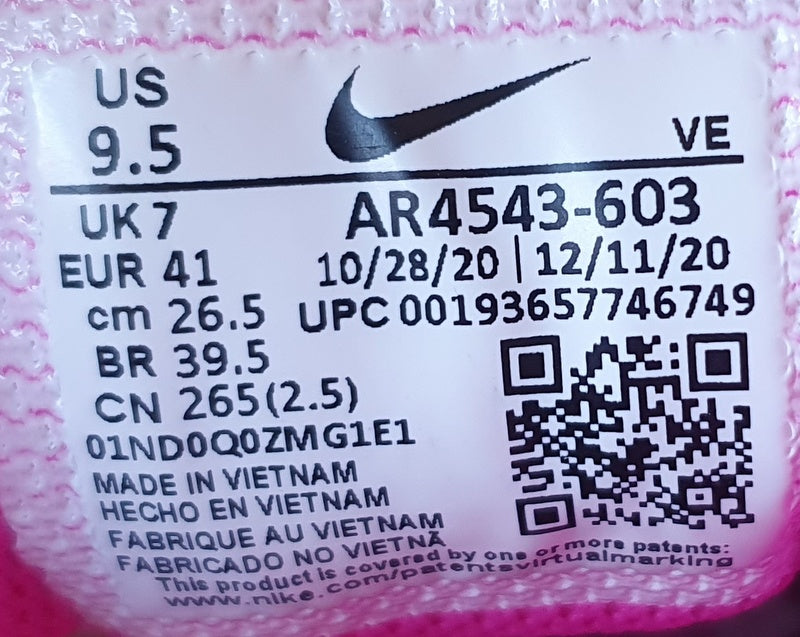 US
9.5
VE
UK 7
AR4543-603
EUR 41
10/28/20 | 12/11/20
cm 26.5
UPC 00193657746749
BR 39.5
CN 265(2.5)
01ND0Q0ZMG1E1
MADE IN VIETNAM
HECHO EN VIETNAM
FABRIQUE AU VIETNAM
FABRICADO NO VIETNÃ
This product is covered by one or more patents:
www.nike.com/patentsvirtualmarking